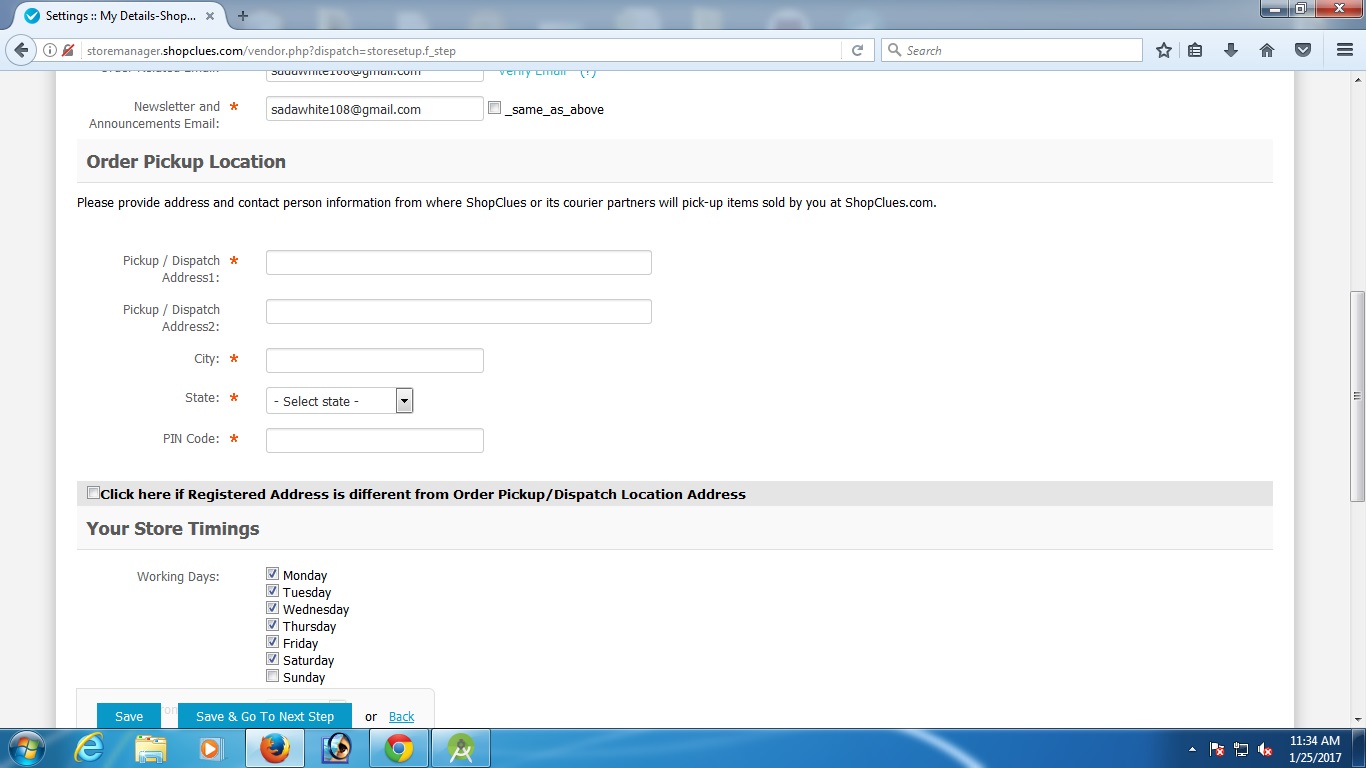 Settings :: My Details-Shop...
storemanager.shopclues.com/vendor.php?dispatch=storesetup.f_step
Search
Order Related Email:
sadawhite108@gmail.com
Verify Email
(?)
Newsletter and
Announcements Email:
*
sadawhite108@gmail.com
_same_as_above
Order Pickup Location
Please provide address and contact person information from where ShopClues or its courier partners will pick-up items sold by you at ShopClues.com.
Pickup / Dispatch
Address1:
*
Pickup / Dispatch
Address2:
City: *
State: * - Select state -
PIN Code: *
Click here if Registered Address is different from Order Pickup/Dispatch Location Address
Your Store Timings
Working Days:
Monday
Tuesday
Wednesday
Thursday
Friday
Saturday
Sunday
Save
Save & Go To Next Step
or
Back
11:34 AM
1/25/2017